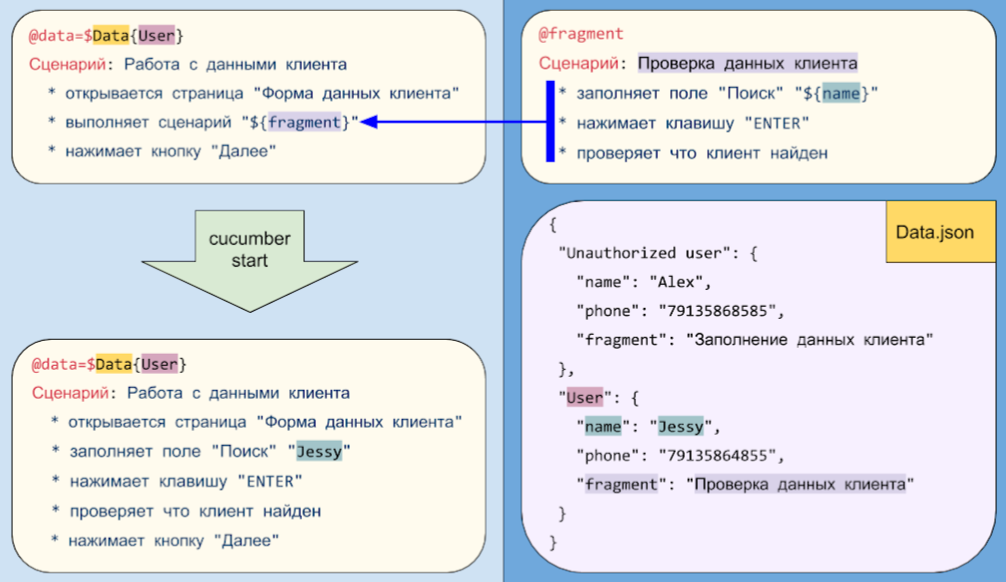 @data=$Data{User}
Сценарий: Работа с данными клиента
* открывается страница "Форма данных клиента"
* выполняет сценарий "${fragment}"
* нажимает кнопку "Далее"
cucumber
start
@data=$Data{User}
Сценарий: Работа с данными клиента
* открывается страница "Форма данных клиента"
* заполняет поле "Поиск" "Jessy"
* нажимает клавишу "ENTER"
* проверяет что клиент найден
* нажимает кнопку "Далее"
@fragment
Сценарий: Проверка данных клиента
* заполняет поле "Поиск" "${name}"
* нажимает клавишу "ENTER"
* проверяет что клиент найден
Data.json
{
"Unauthorized user": {
"name": "Alex",
"phone": "79135868585",
"fragment": "Заполнение данных клиента"
},
"User": {
"name": "Jessy",
"phone": "79135864855",
"fragment": "Проверка данных клиента"
}
}